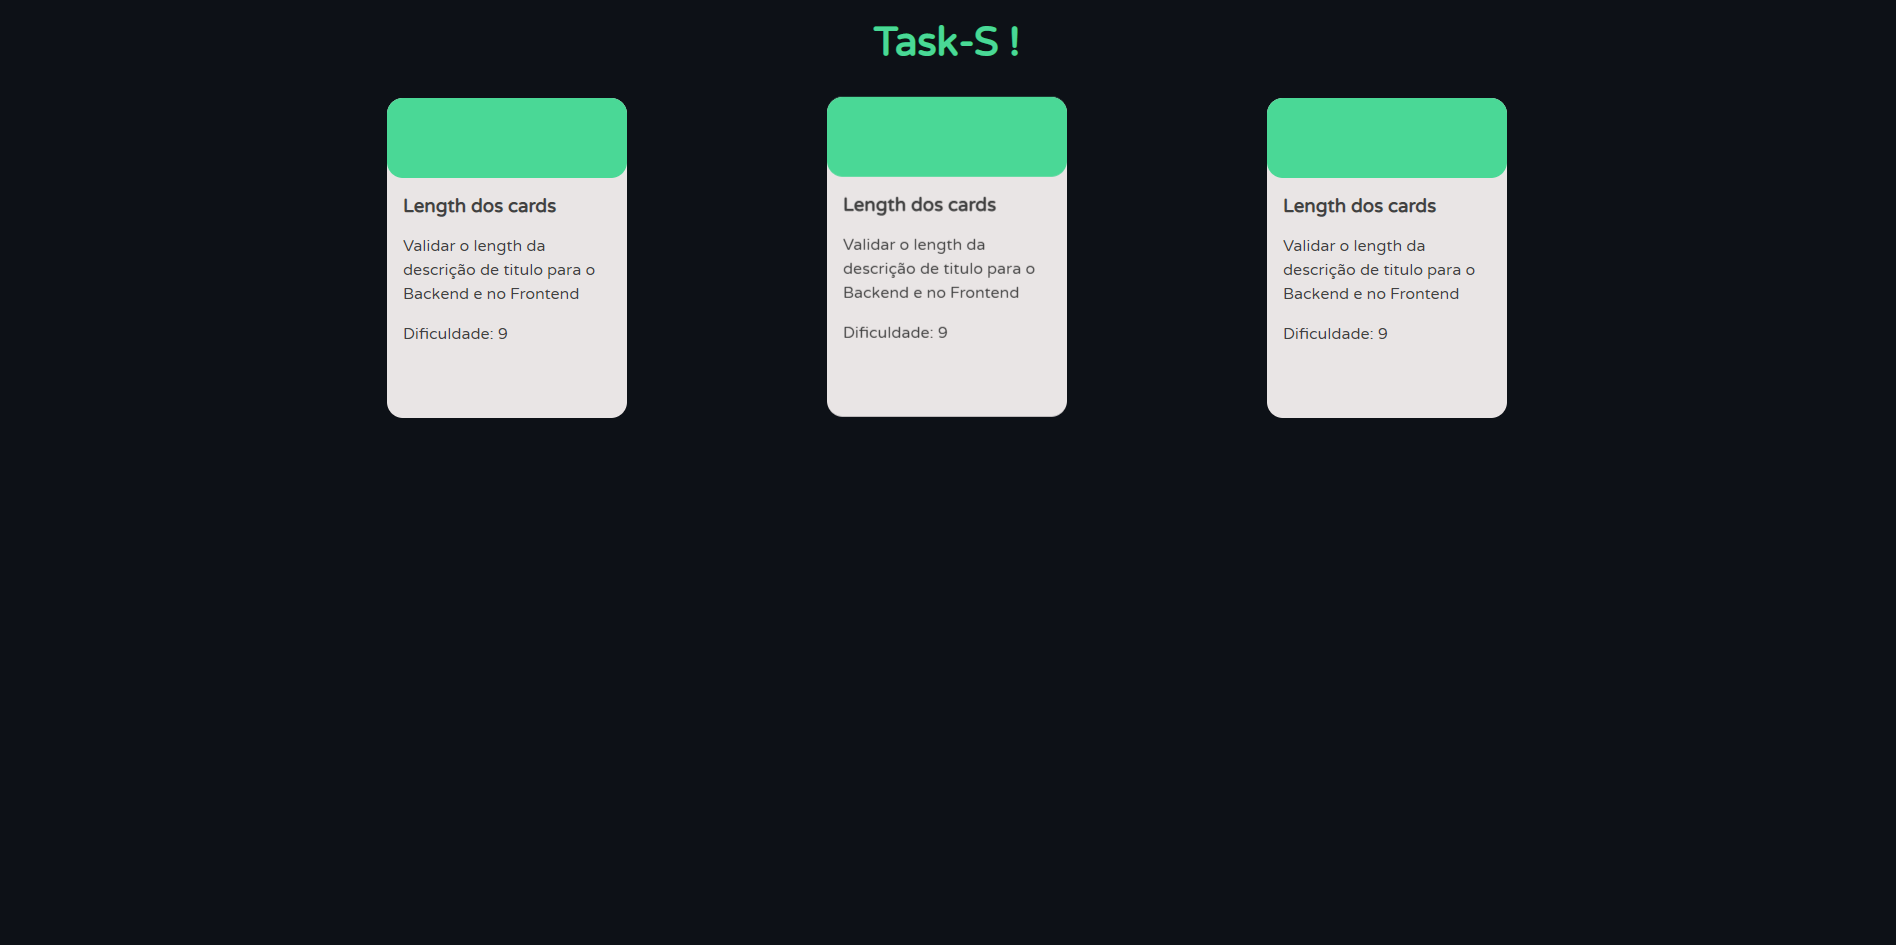 Task-S !
Length dos cards
Validar o length da
descrição de titulo para o
Backend e no Frontend
Dificuldade: 9
Length dos cards
Validar o length da
descrição de titulo para o
Backend e no Frontend
Dificuldade: 9
Length dos cards
Validar o length da
descrição de titulo para o
Backend e no Frontend
Dificuldade: 9